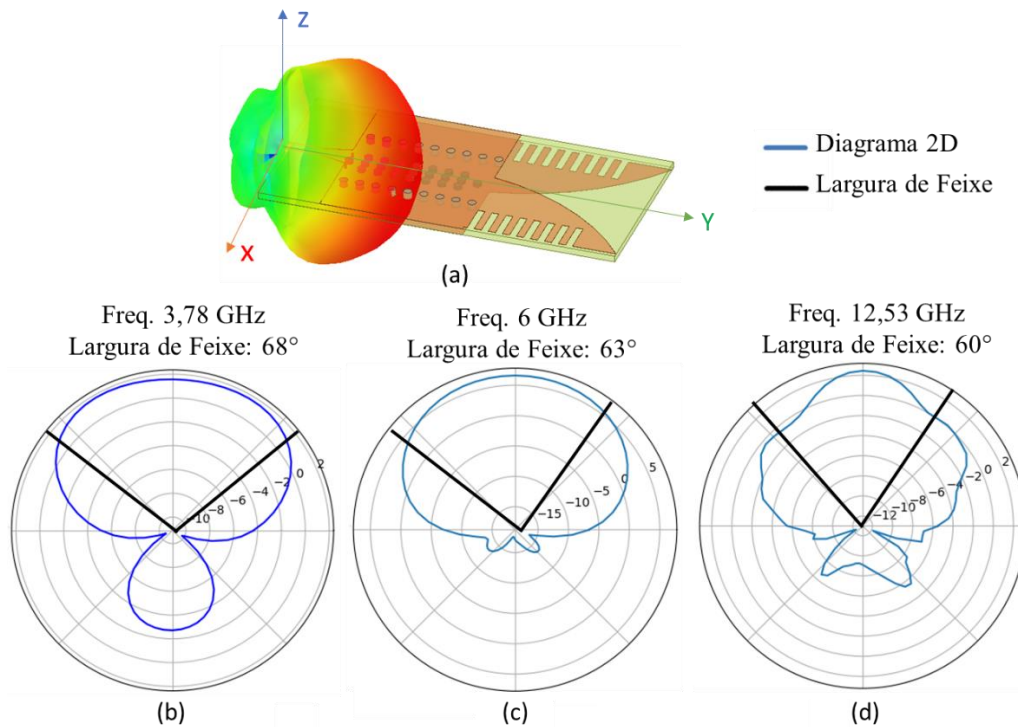 Z
X
Y
(a)
Diagrama 2D
Largura de Feixe
Freq. 3,78 GHz
Largura de Feixe: 68°
2
0
−2
−4
−6
−8
−10
(b)
Freq. 6 GHz
Largura de Feixe: 63°
5
0
−5
−10
−15
(c)
Freq. 12,53 GHz
Largura de Feixe: 60°
2
0
−2
−4
−6
−8
−10
−12
(d)